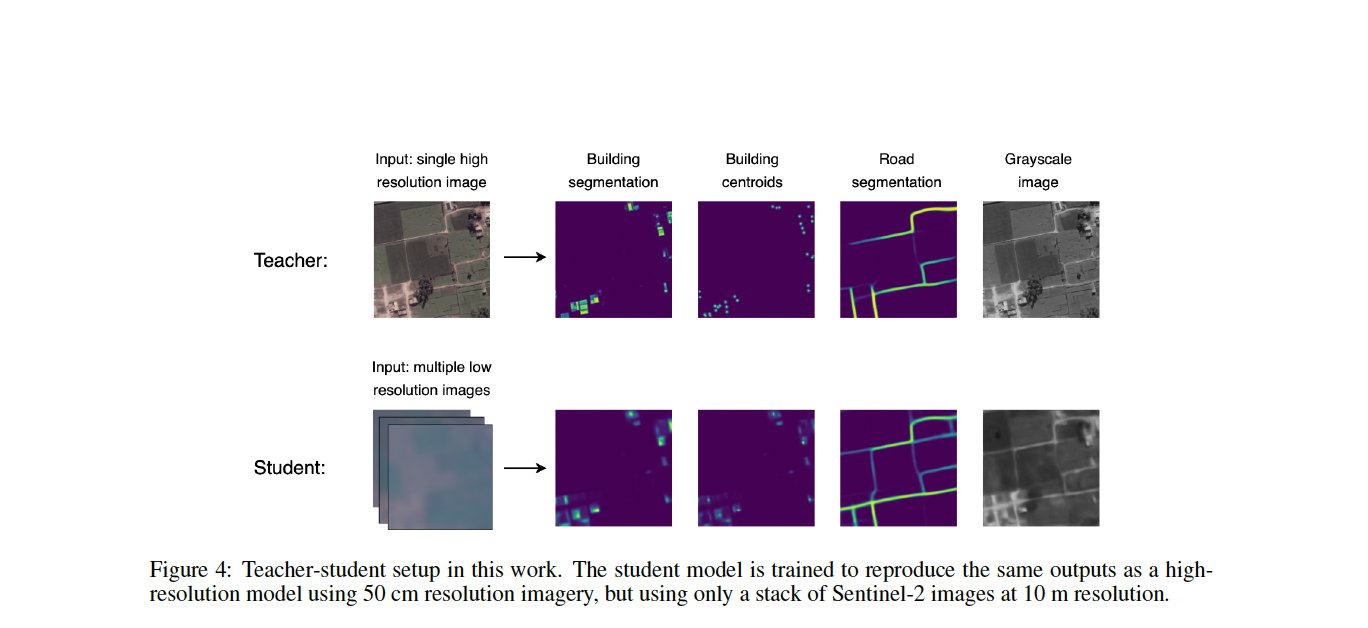 Input: single high
resolution image
Building
segmentation
Building
centroids
Road
segmentation
Grayscale
image
Teacher:
Input: multiple low
resolution images
Student:
Figure 4: Teacher-student setup in this work. The student model is trained to reproduce the same outputs as a high-
resolution model using 50 cm resolution imagery, but using only a stack of Sentinel-2 images at 10 m resolution.